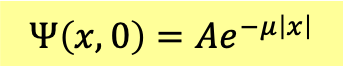 Ψ(x, 0) = Ae^{-μ|x|}